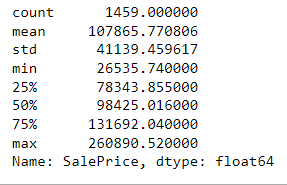 count 1459.000000
mean 107865.770806
std 41139.459617
min 26535.740000
25% 78343.855000
50% 98425.016000
75% 131692.040000
max 260890.520000
Name: SalePrice, dtype: float64